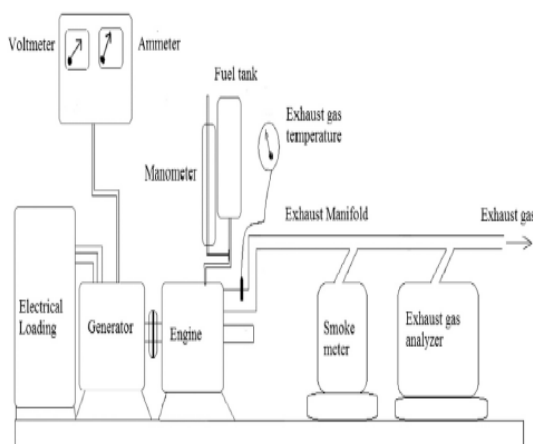 Voltmeter
Ammeter
Fuel tank
Exhaust gas
temperature
Manometer
Exhaust Manifold
Exhaust gas
Electrical
Loading
Generator
Engine
Smoke
meter
Exhaust gas
analyzer